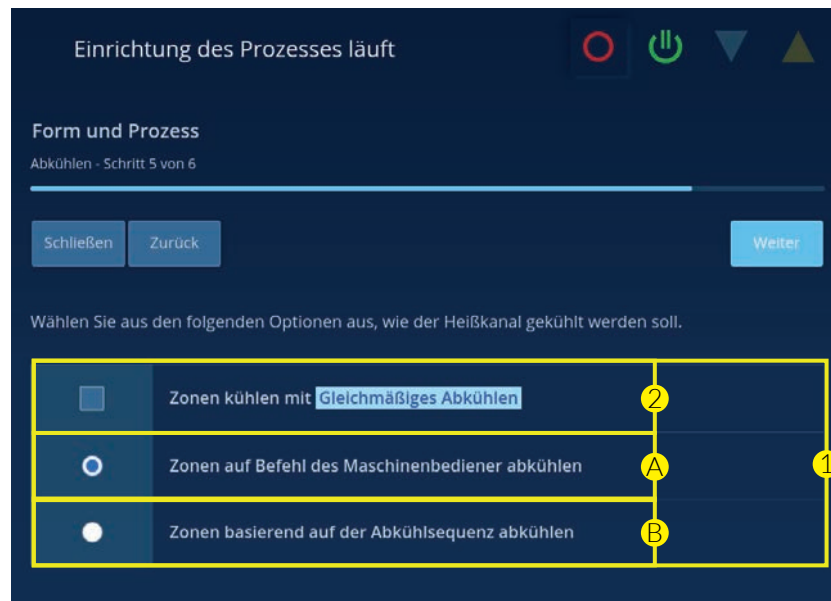 Einrichtung des Prozesses läuft
Form und Prozess
Abkühlen - Schritt 5 von 6
Schließen Zurück Weiter
Wählen Sie aus den folgenden Optionen aus, wie der Heißkanal gekühlt werden soll.
Zonen kühlen mit Gleichmäßiges Abkühlen 2
Zonen auf Befehl des Maschinenbediener abkühlen A 1
Zonen basierend auf der Abkühlsequenz abkühlen B